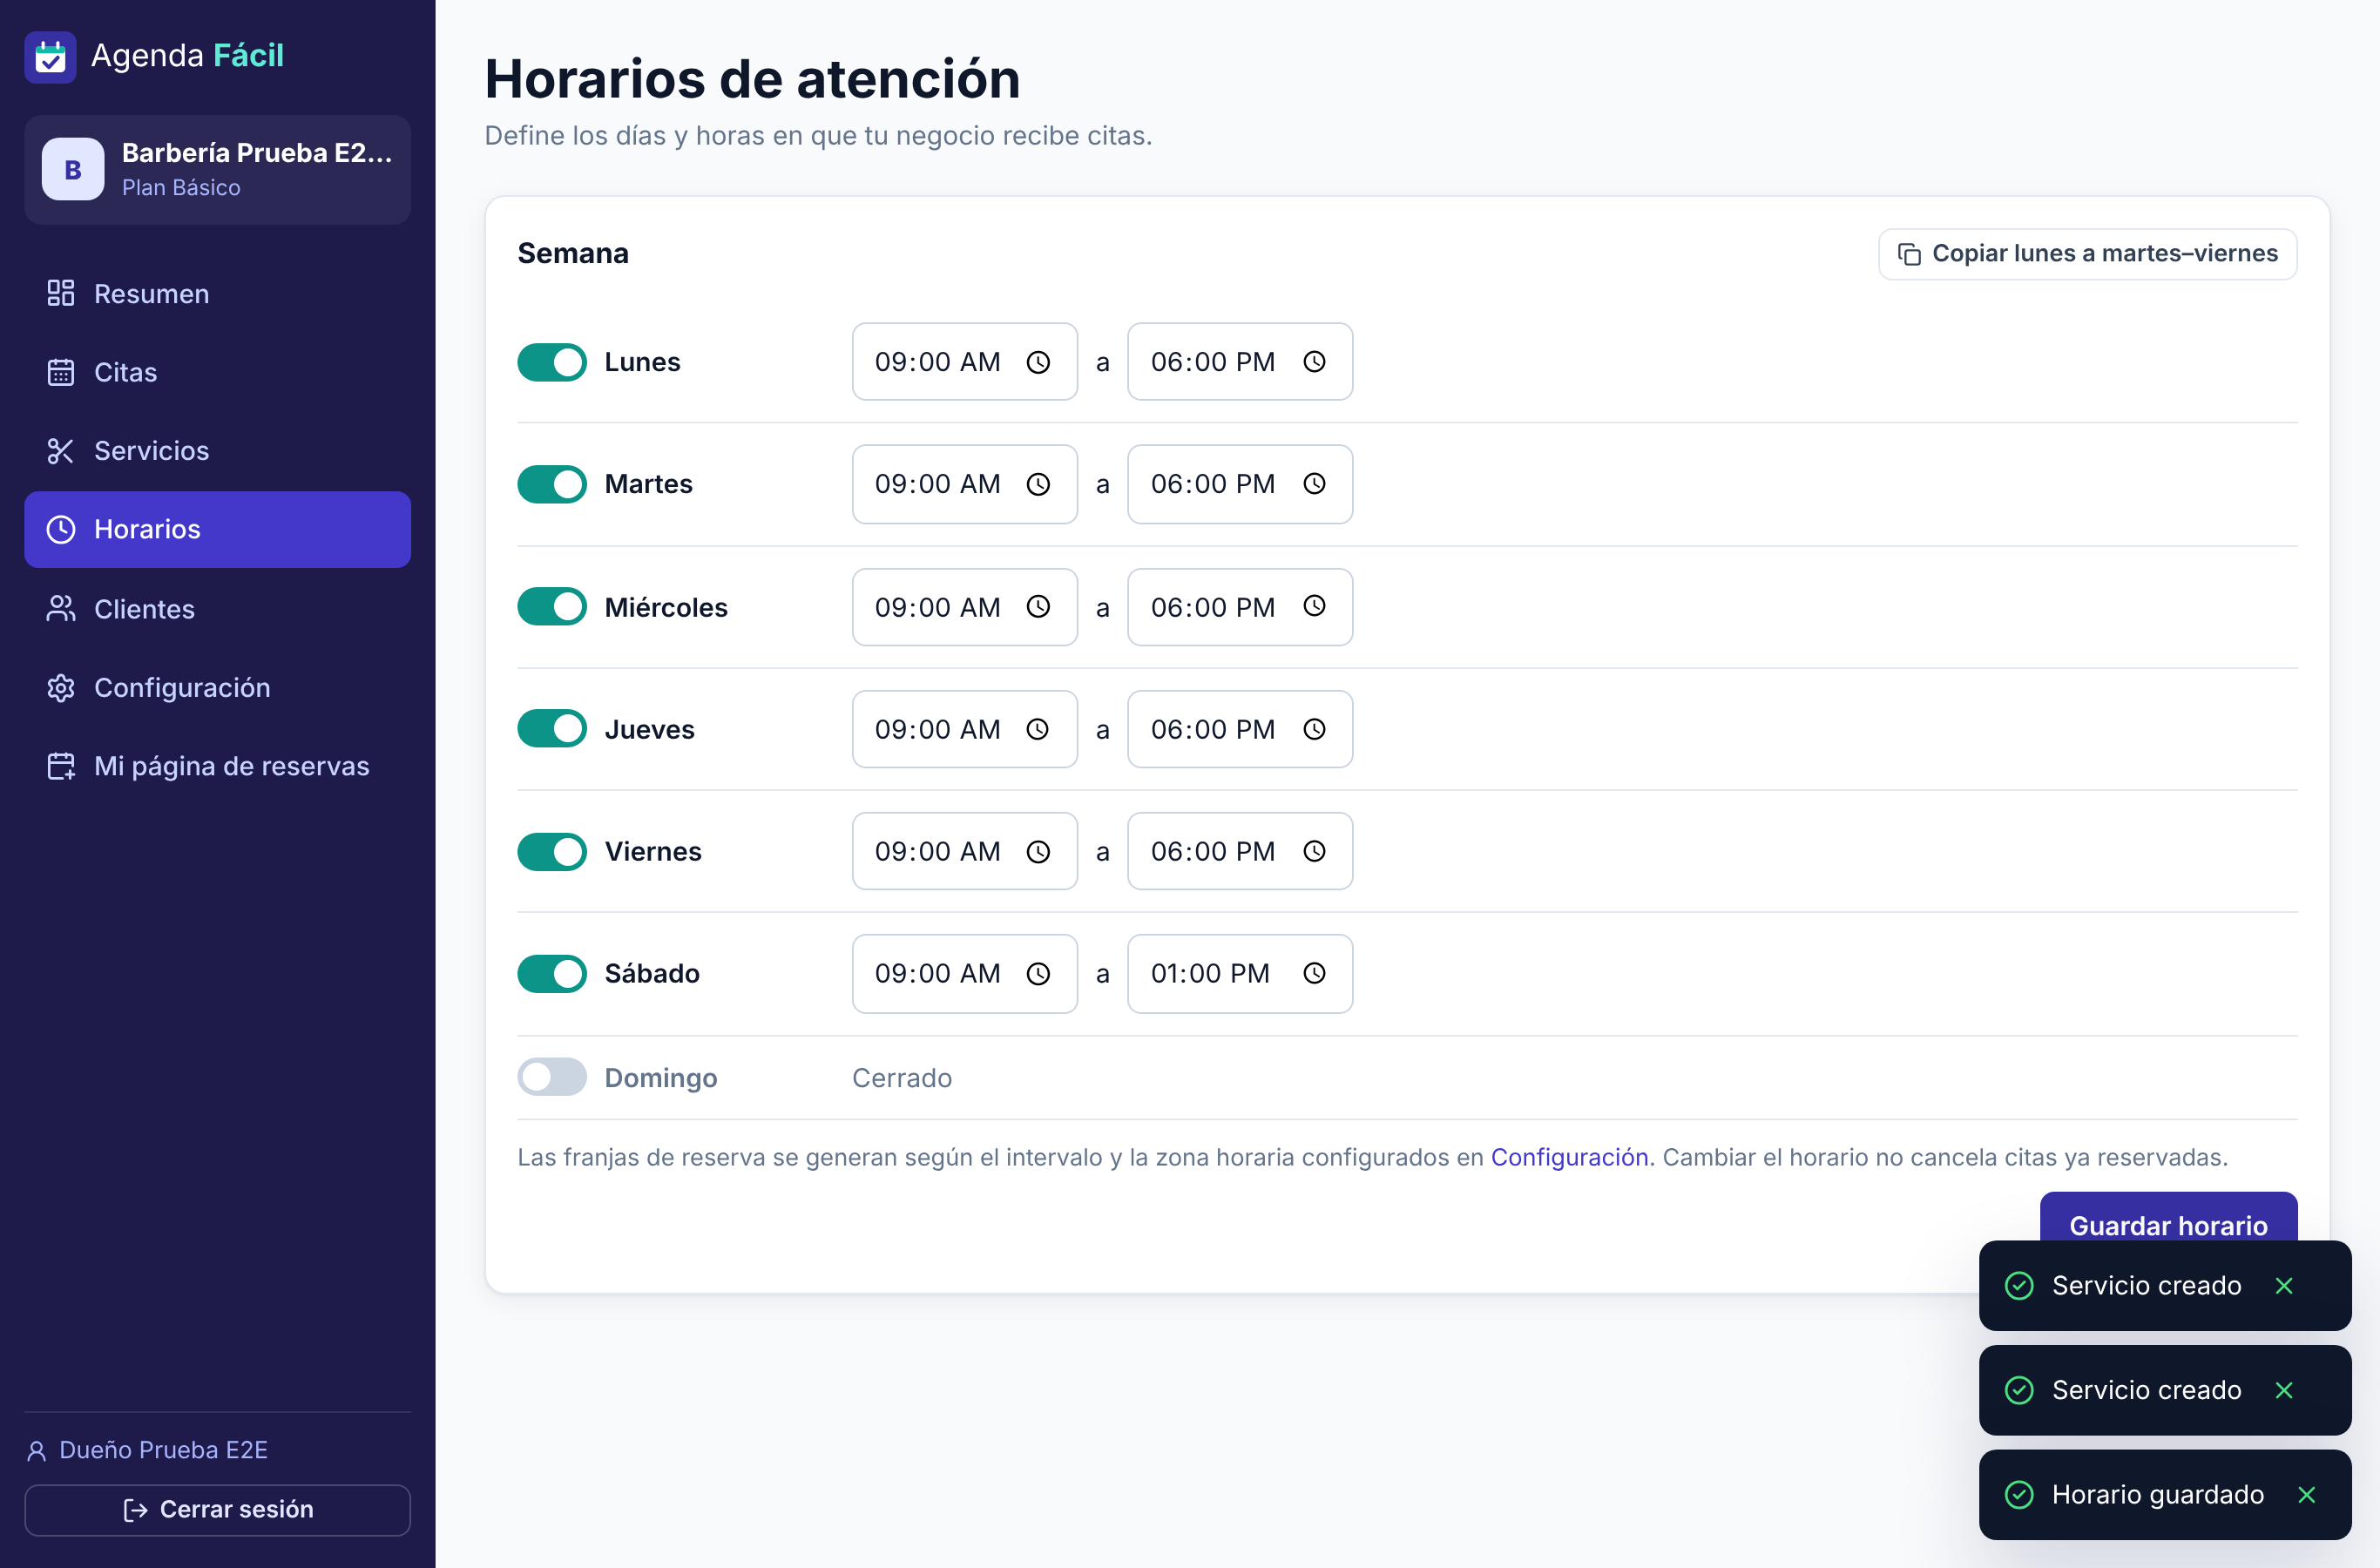 Agenda Fácil
B
Barbería Prueba E2...
Plan Básico
Resumen
Citas
Servicios
Horarios
Clientes
Configuración
Mi página de reservas
Dueño Prueba E2E
Cerrar sesión
Horarios de atención
Define los días y horas en que tu negocio recibe citas.
Semana
Copiar lunes a martes–viernes
Lunes 09:00 AM a 06:00 PM
Martes 09:00 AM a 06:00 PM
Miércoles 09:00 AM a 06:00 PM
Jueves 09:00 AM a 06:00 PM
Viernes 09:00 AM a 06:00 PM
Sábado 09:00 AM a 01:00 PM
Domingo Cerrado
Las franjas de reserva se generan según el intervalo y la zona horaria configurados en Configuración. Cambiar el horario no cancela citas ya reservadas.
Guardar horario
Servicio creado
Servicio creado
Horario guardado